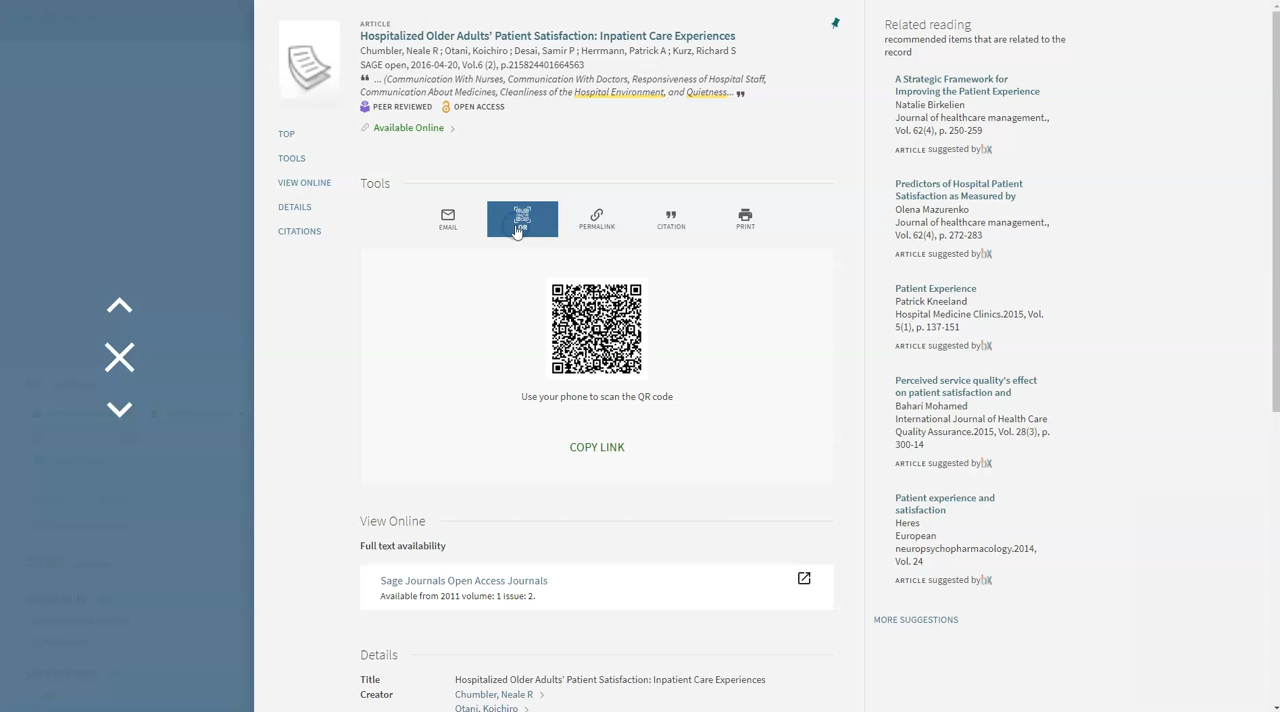 ARTICLE
Hospitalized Older Adults' Patient Satisfaction: Inpatient Care Experiences
Chumbler, Neale R ; Otani, Koichiro ; Desai, Samir P ; Herrmann, Patrick A ; Kurz, Richard S
SAGE open, 2016-04-20, Vol.6 (2), p.215824401664563
❝ ... (Communication With Nurses, Communication With Doctors, Responsiveness of Hospital Staff,
Communication About Medicines, Cleanliness of the Hospital Environment, and Quietness... ❞
PEER REVIEWED OPEN ACCESS
Available Online
TOP
TOOLS
VIEW ONLINE
DETAILS
CITATIONS
Tools
EMAIL
QR
PERMALINK
CITATION
PRINT
Use your phone to scan the QR code
COPY LINK
View Online
Full text availability
Sage Journals Open Access Journals
Available from 2011 volume: 1 issue: 2.
Details
Title Hospitalized Older Adults' Patient Satisfaction: Inpatient Care Experiences
Creator Chumbler, Neale R
Otani, Koichiro
Related reading
recommended items that are related to the
record
A Strategic Framework for
Improving the Patient Experience
Natalie Birkelien
Journal of healthcare management.,
Vol. 62(4), p. 250-259
ARTICLE suggested by bX
Predictors of Hospital Patient
Satisfaction as Measured by
Olena Mazurenko
Journal of healthcare management.,
Vol. 62(4), p. 272-283
ARTICLE suggested by bX
Patient Experience
Patrick Kneeland
Hospital Medicine Clinics.2015, Vol.
5(1), p. 137-151
ARTICLE suggested by bX
Perceived service quality's effect
on patient satisfaction and
Bahari Mohamed
International Journal of Health Care
Quality Assurance.2015, Vol. 28(3), p.
300-14
ARTICLE suggested by bX
Patient experience and
satisfaction
Heres
European
neuropsychopharmacology.2014,
Vol. 24
ARTICLE suggested by bX
MORE SUGGESTIONS